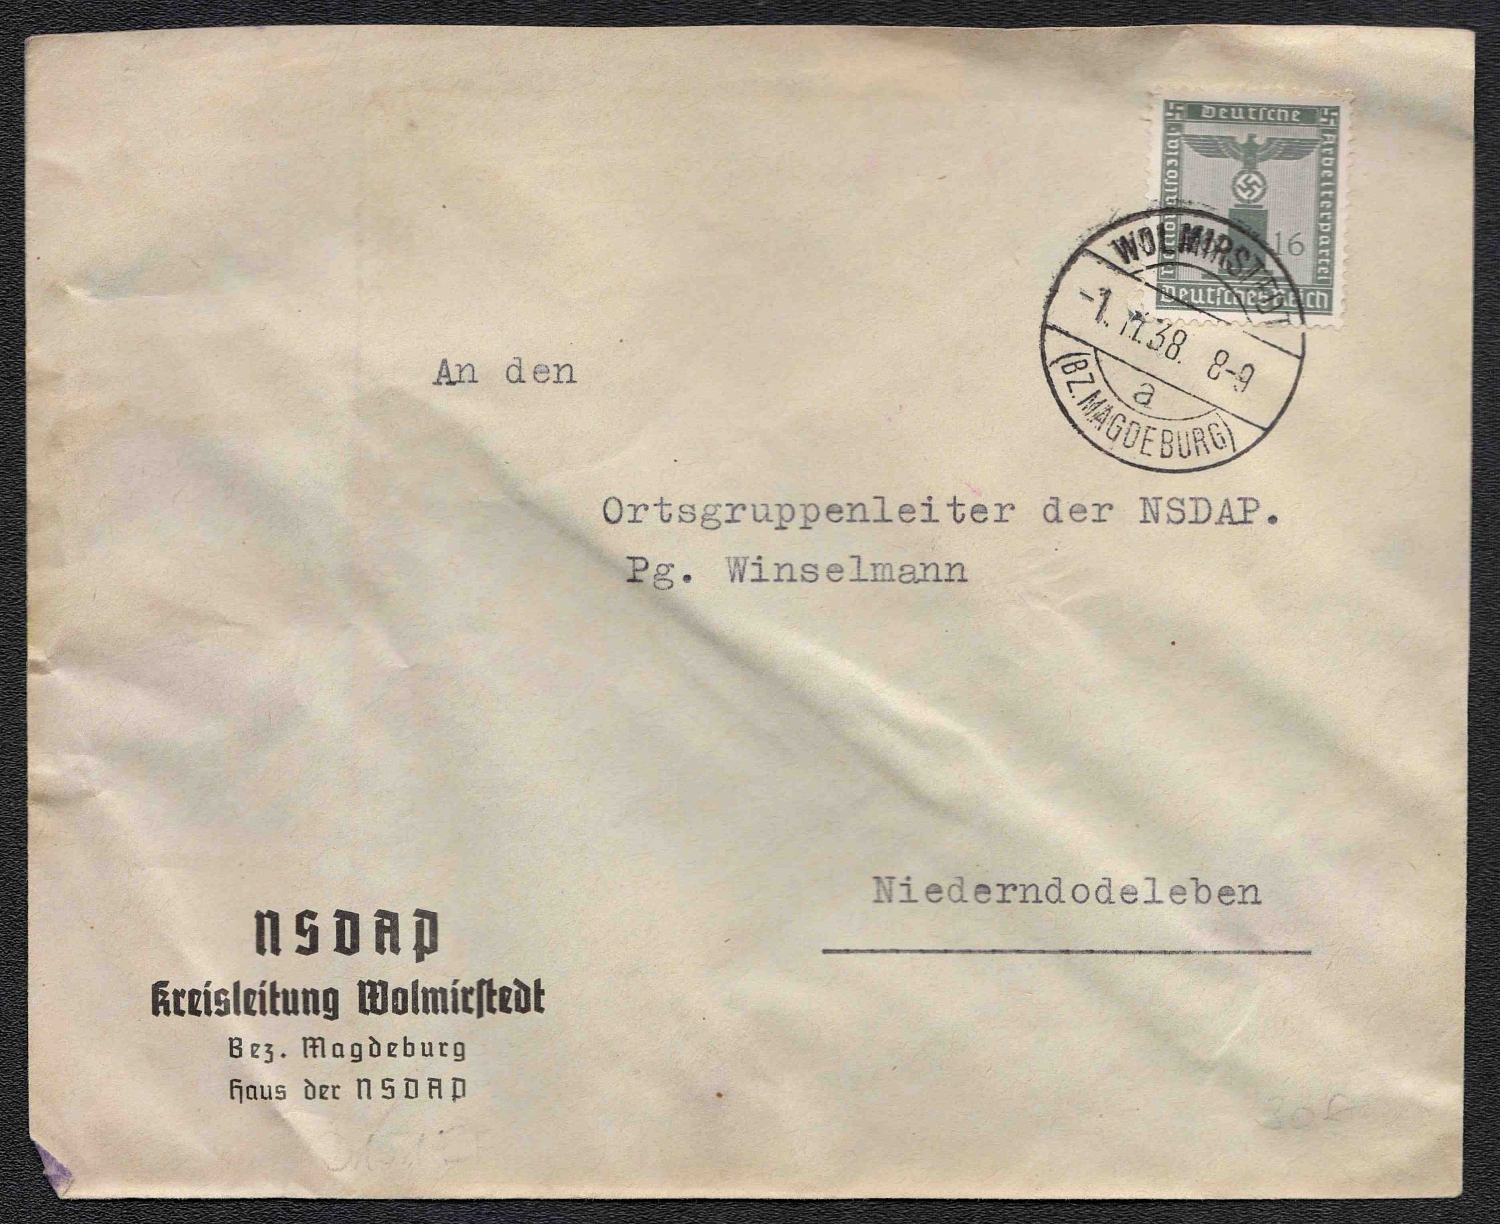 Deutsche
Nationalsozial.
Arbeiterpartei
16
Deutsches Reich
WOLMIRSTEDT
-1. 38. 8-9
a
(BZ. MAGDEBURG)
An den
Ortsgruppenleiter der NSDAP.
Pg. Winselmann
Niederndodeleben
NSDAP
Kreisleitung Wolmirſtedt
Bez. Magdeburg
Haus der NSDAP